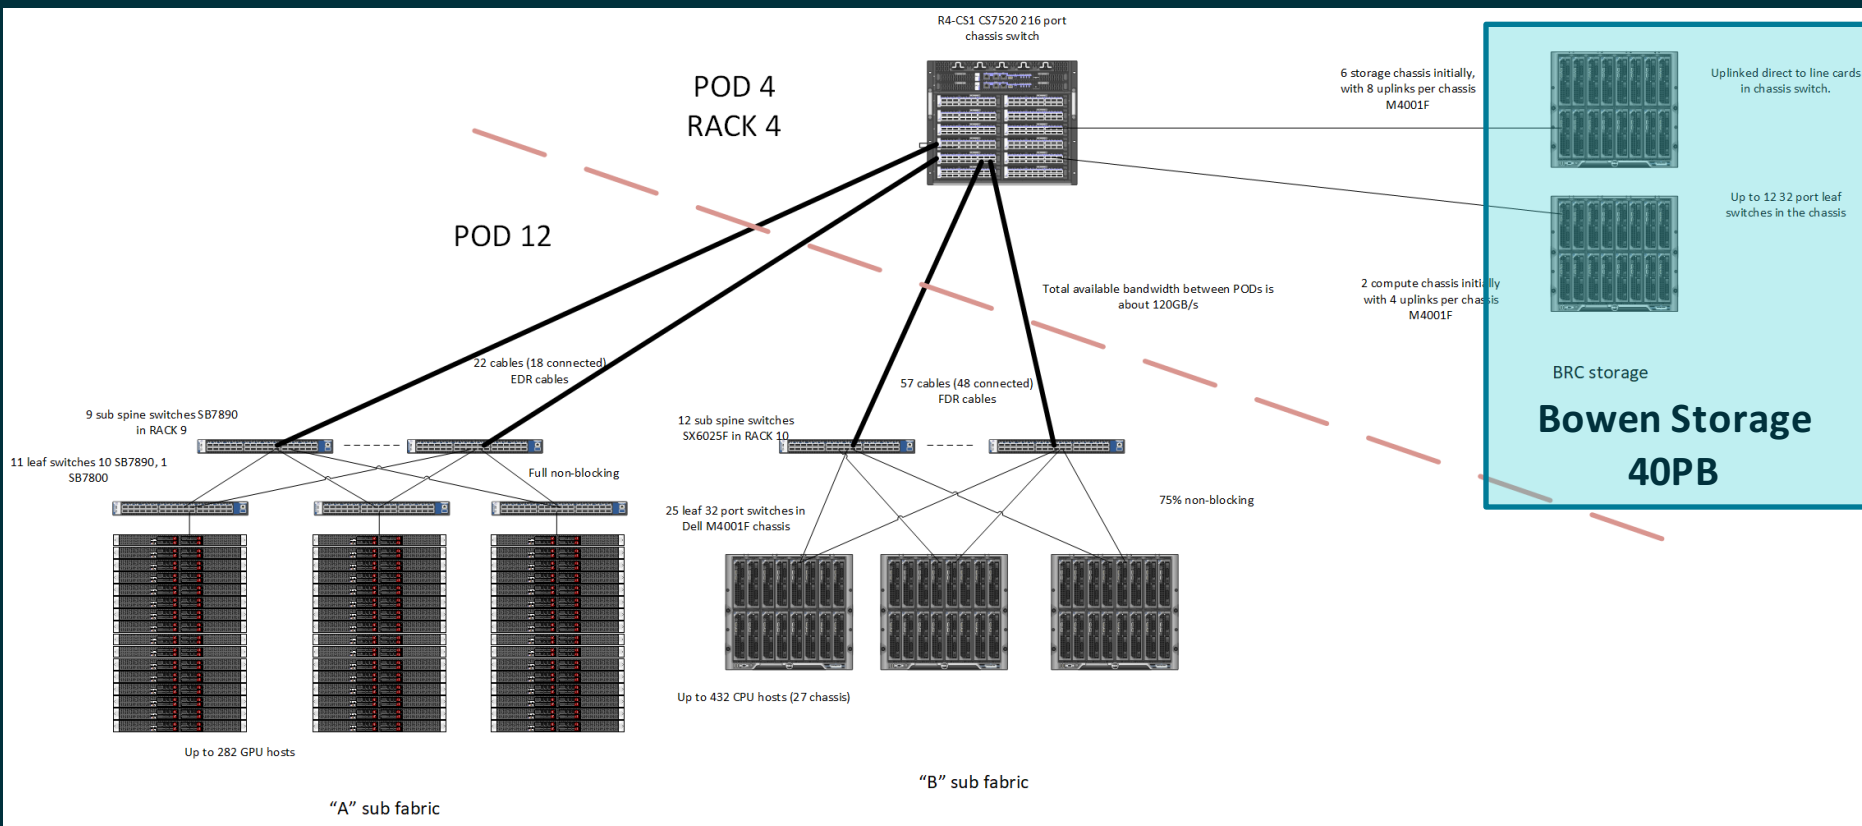 R4-CS1 CS7520 216 port
chassis switch
POD 4
RACK 4
6 storage chassis initially,
with 8 uplinks per chassis
M4001F
Uplinked direct to line cards
in chassis switch.
Up to 12 32 port leaf
switches in the chassis
POD 12
Total available bandwidth between PODs is
about 120GB/s
2 compute chassis initially
with 4 uplinks per chassis
M4001F
22 cables (18 connected)
EDR cables
57 cables (48 connected)
FDR cables
BRC storage
Bowen Storage
40PB
9 sub spine switches SB7890
in RACK 9
12 sub spine switches
SX6025F in RACK 10
11 leaf switches 10 SB7890, 1
SB7800
Full non-blocking
75% non-blocking
25 leaf 32 port switches in
Dell M4001F chassis
Up to 432 CPU hosts (27 chassis)
Up to 282 GPU hosts
"B" sub fabric
"A" sub fabric